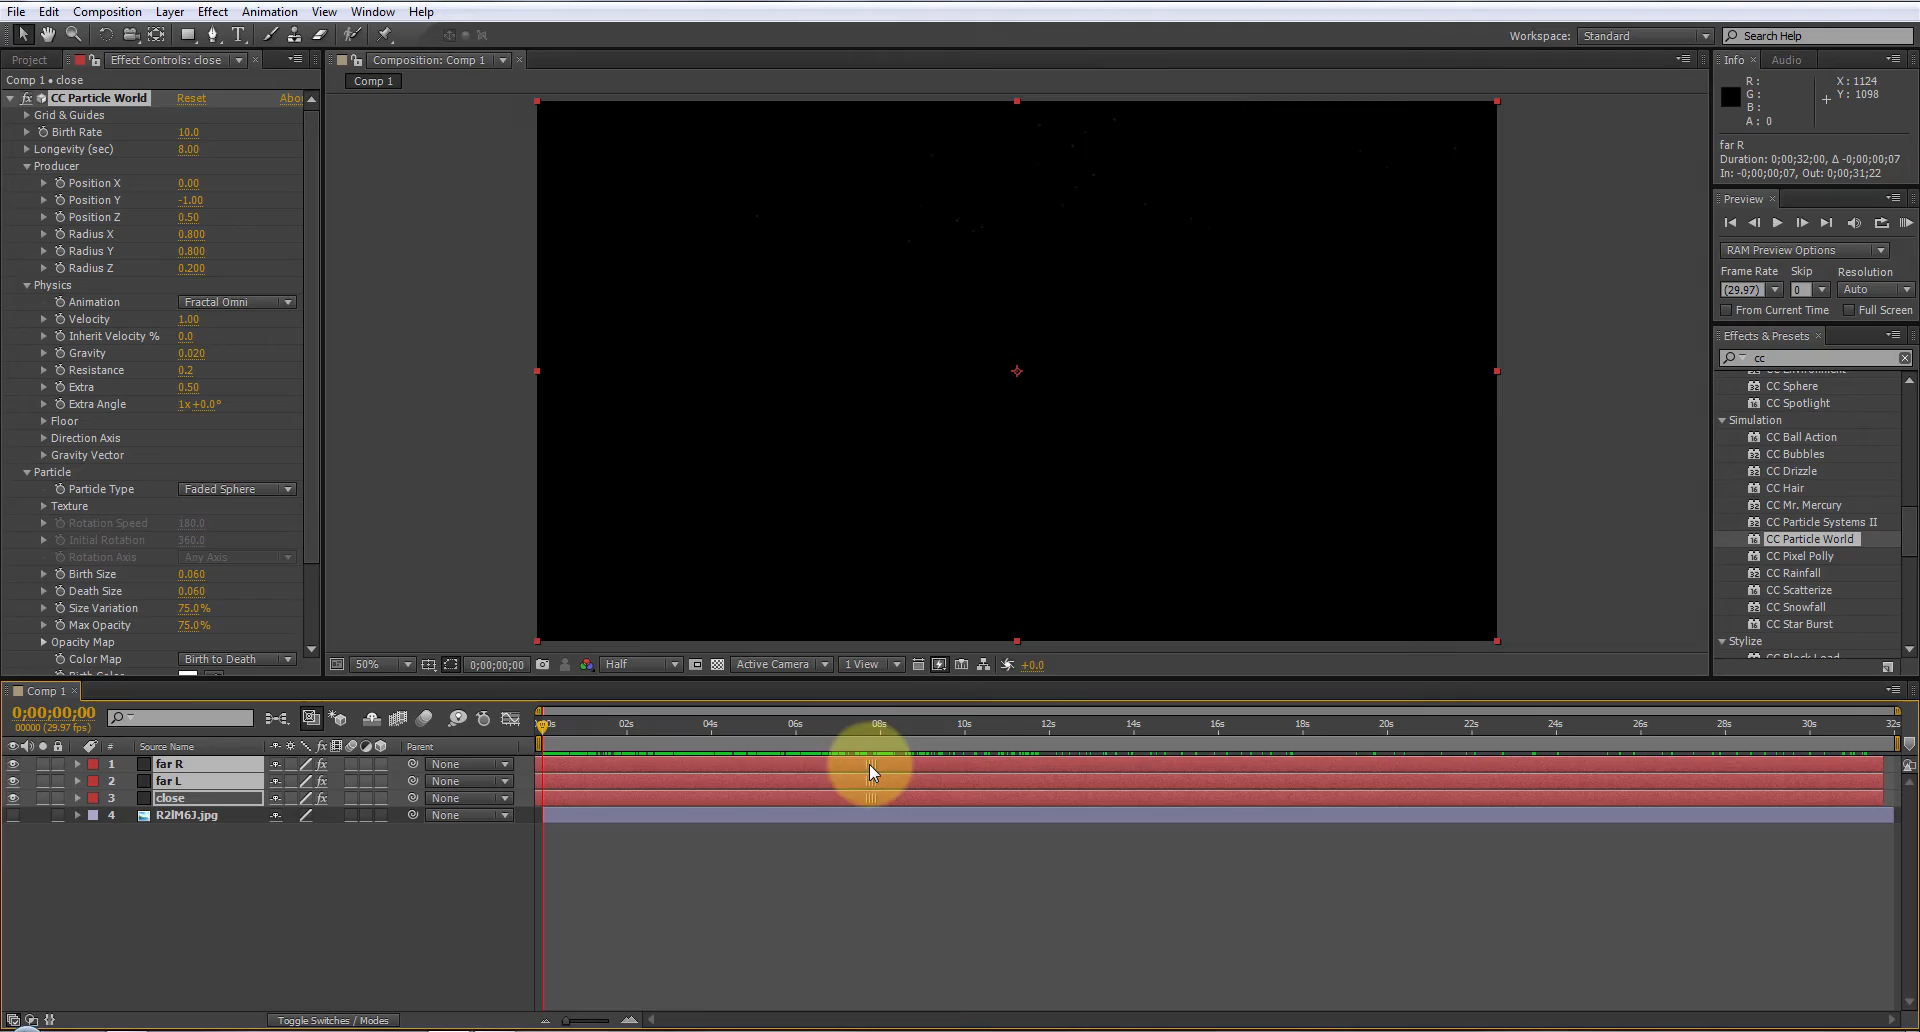 File Edit Composition Layer Effect Animation View Window Help
Workspace: Standard Search Help
Project Effect Controls: close Composition: Comp 1 Info Audio
Comp 1 • close
Comp 1
CC Particle World Reset Abo
Grid & Guides
Birth Rate 10.0
Longevity (sec) 8.00
Producer
Position X 0.00
Position Y -1.00
Position Z 0.50
Radius X 0.800
Radius Y 0.800
Radius Z 0.200
Physics
Animation Fractal Omni
Velocity 1.00
Inherit Velocity % 0.0
Gravity 0.020
Resistance 0.2
Extra 0.50
Extra Angle 1x+0.0°
Floor
Direction Axis
Gravity Vector
Particle
Particle Type Faded Sphere
Texture
Rotation Speed 180.0
Initial Rotation 360.0
Rotation Axis Any Axis
Birth Size 0.060
Death Size 0.060
Size Variation 75.0%
Max Opacity 75.0%
Opacity Map
Color Map Birth to Death
50% 0;00;00;00 Half Active Camera 1 View +0.0
R :
G :
B :
A : 0
X : 1124
Y : 1098
far R
Duration: 0;00;32;00, Δ -0;00;00;07
In: -0;00;00;07, Out: 0;00;31;22
Preview
RAM Preview Options
Frame Rate Skip Resolution
(29.97) 0 Auto
From Current Time Full Screen
Effects & Presets
cc
CC Environment
CC Sphere
CC Spotlight
Simulation
CC Ball Action
CC Bubbles
CC Drizzle
CC Hair
CC Mr. Mercury
CC Particle Systems II
CC Particle World
CC Pixel Polly
CC Rainfall
CC Scatterize
CC Snowfall
CC Star Burst
Stylize
Comp 1
0;00;00;00
00000 (29.97 fps)
:00s 02s 04s 06s 08s 10s 12s 14s 16s 18s 20s 22s 24s 26s 28s 30s 32s
# Source Name fx Parent
1 far R fx None
2 far L fx None
3 close fx None
4 R2lM6J.jpg None
Toggle Switches / Modes